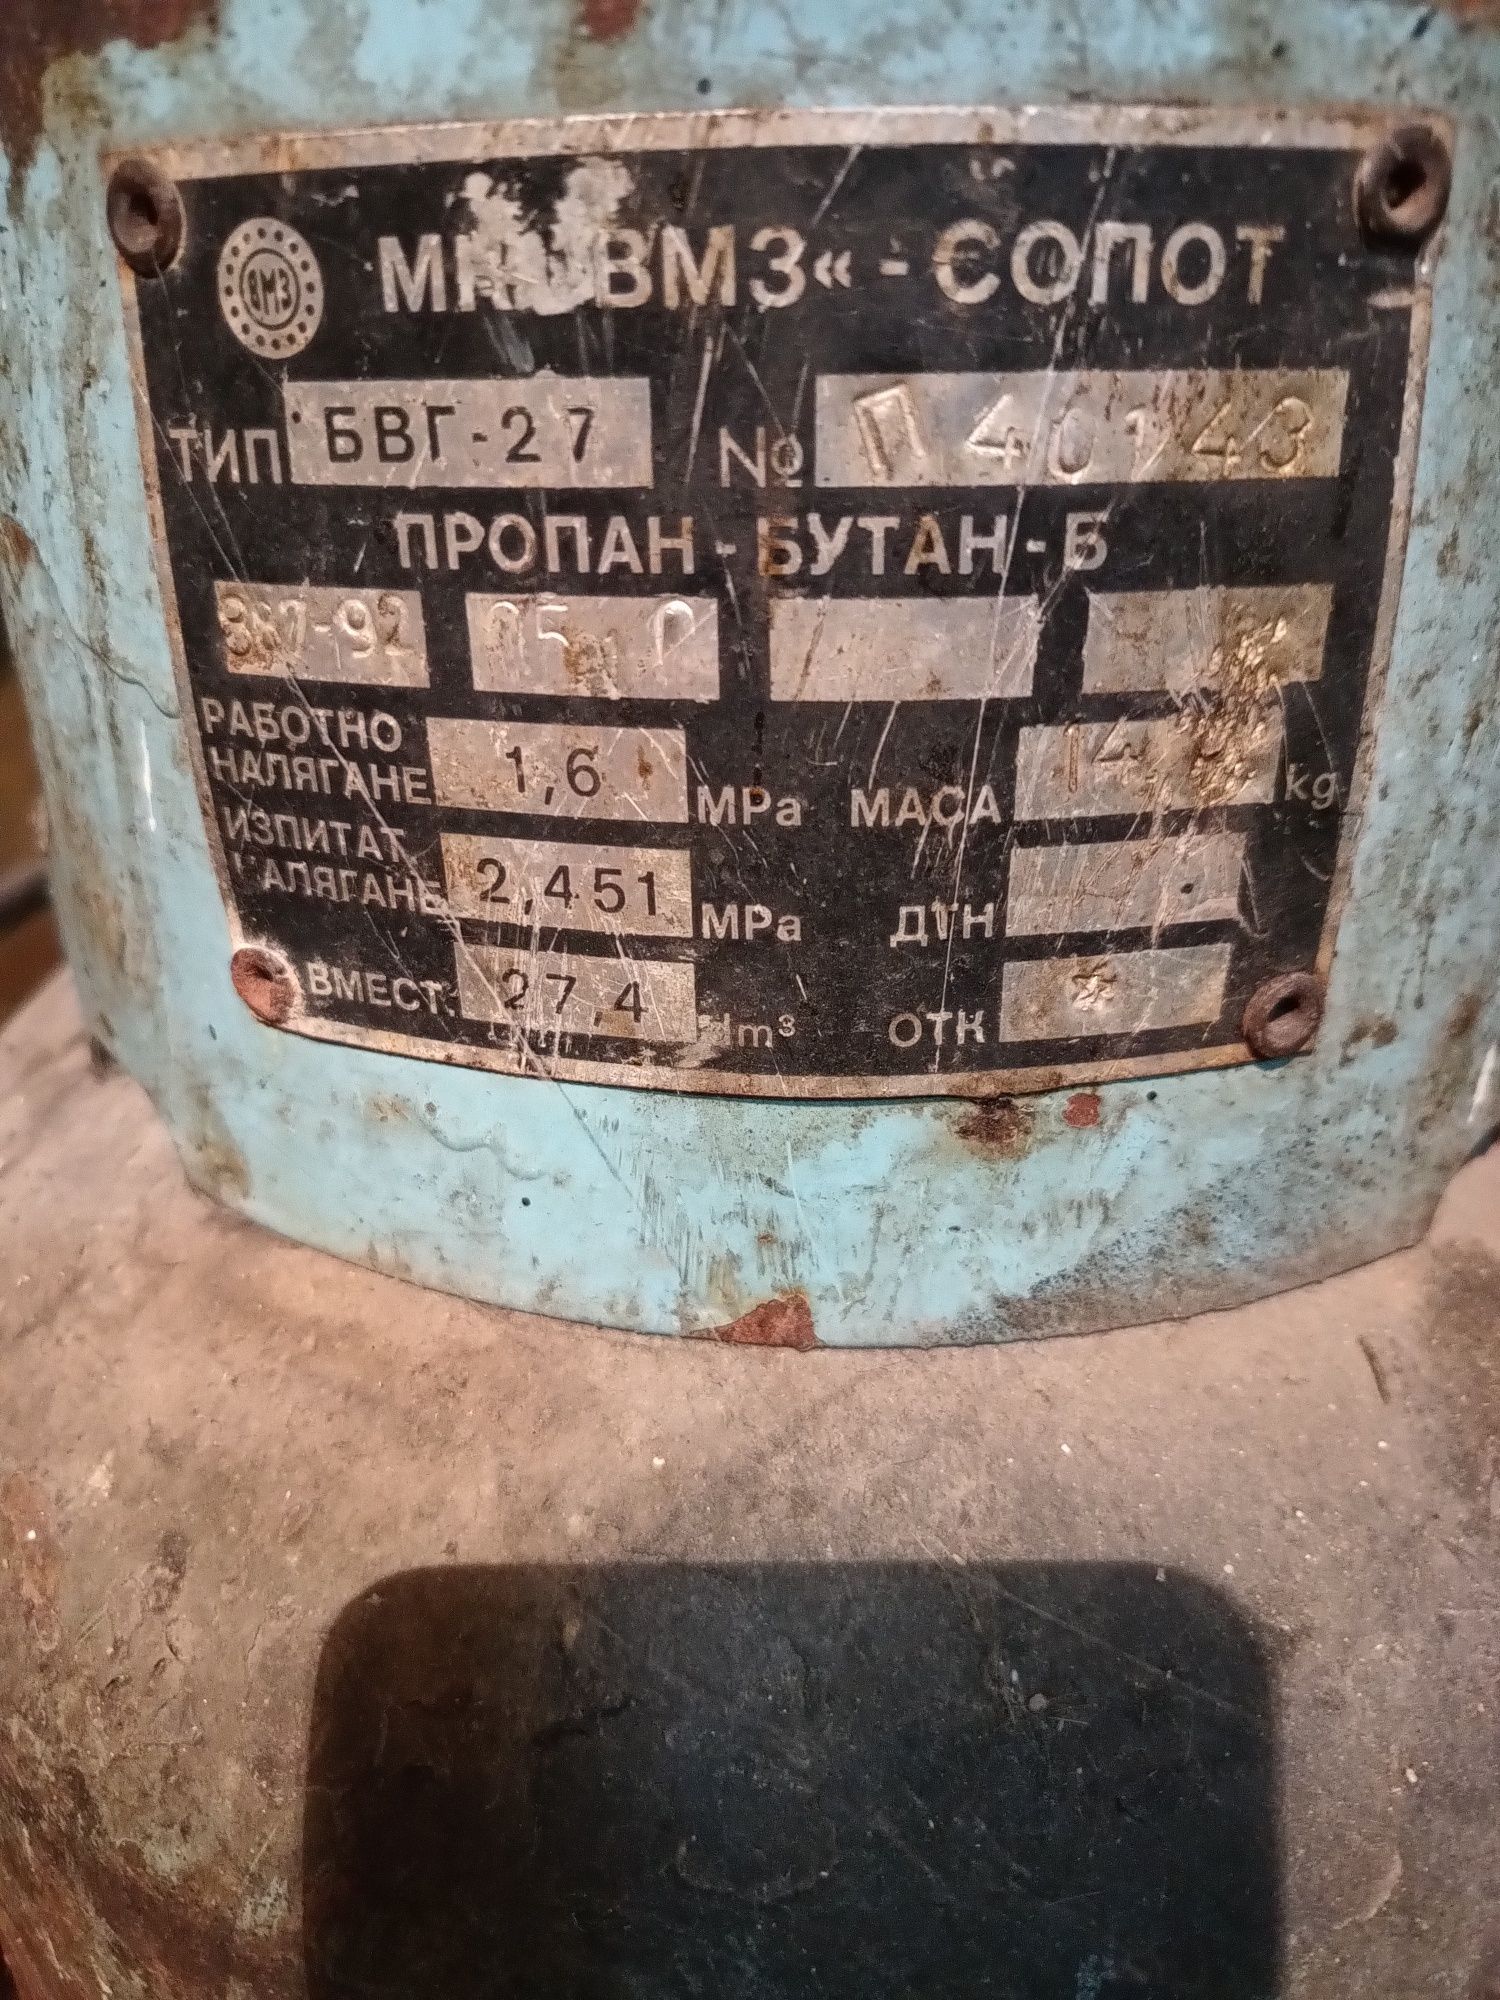 ВМЗ
ВМЗ« - СОПОТ
ТИП БВГ-27 № П 40143
ПРОПАН - БУТАН - Б
РАБОТНО НАЛЯГАНЕ 1,6 MPa МАСА kg
ИЗПИТАТ. НАЛЯГАНЕ 2,451 MPa ДТН
ВМЕСТ. 27,4 dm³ ОТК